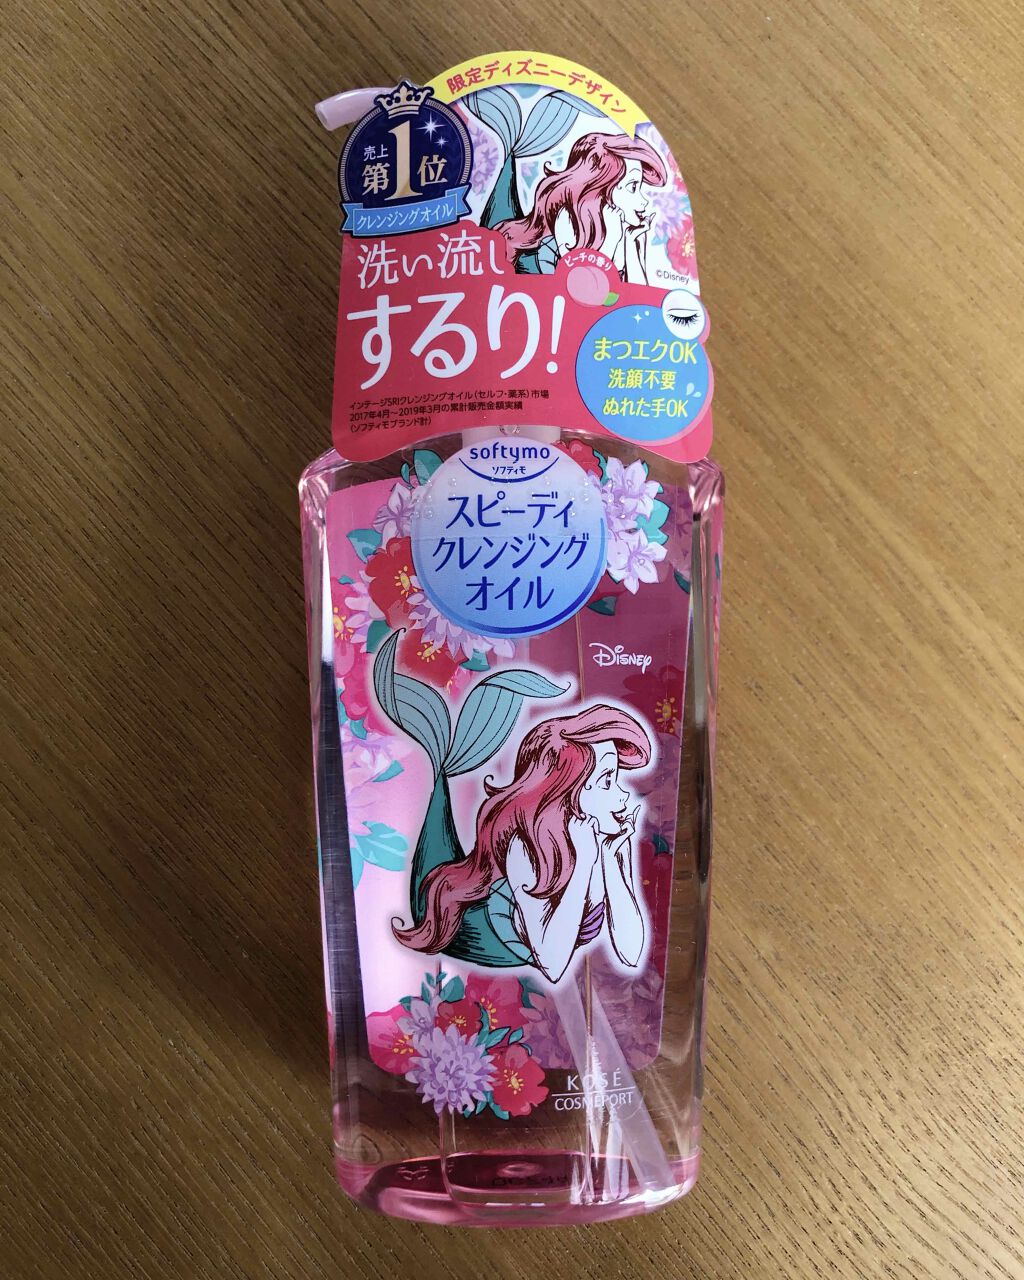 限定ディズニーデザイン
売上
第1位
クレンジングオイル
洗い流し
するり!
ピーチの香り
©Disney
まつエクOK
洗顔不要
ぬれた手OK
インテージSRIクレンジングオイル(セルフ・薬系)市場
2017年4月~2019年3月の累計販売金額実績
(ソフティモブランド計)
softymo
ソフティモ
スピーディ
クレンジング
オイル
Disney
KOSÉ
COSMEPORT